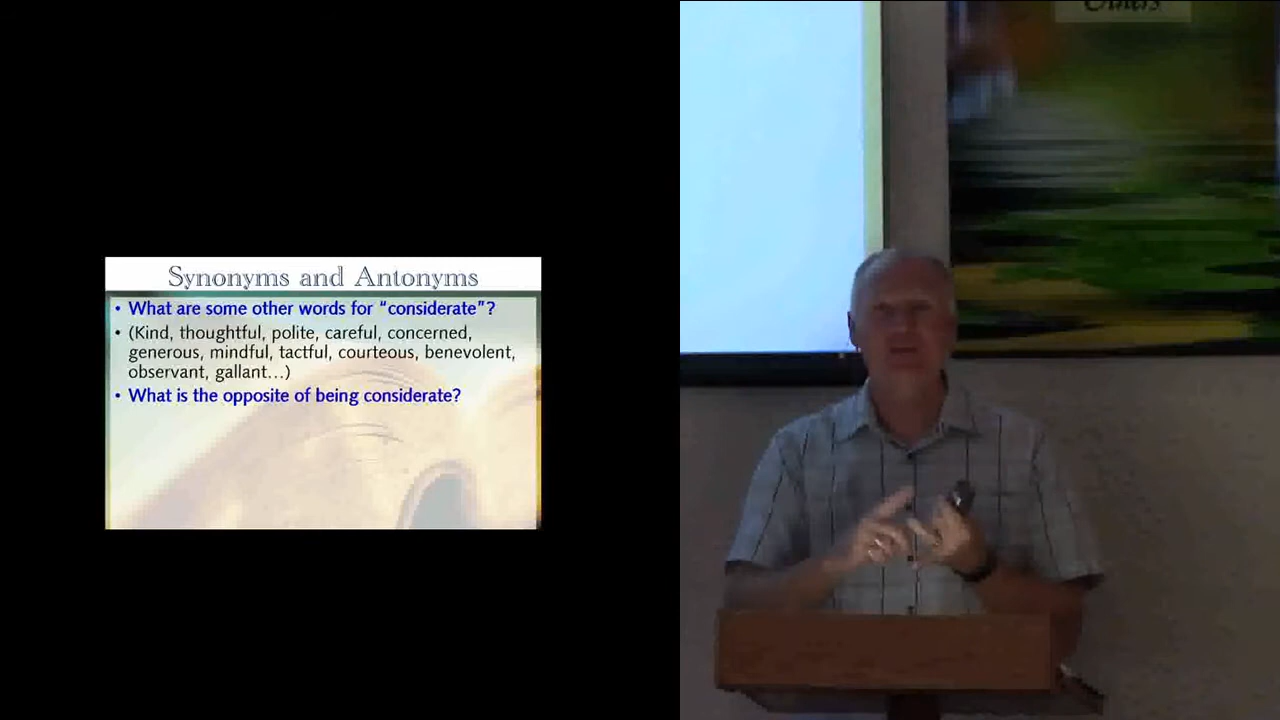 Synonyms and Antonyms
• What are some other words for “considerate”?
• (Kind, thoughtful, polite, careful, concerned,
generous, mindful, tactful, courteous, benevolent,
observant, gallant…)
• What is the opposite of being considerate?